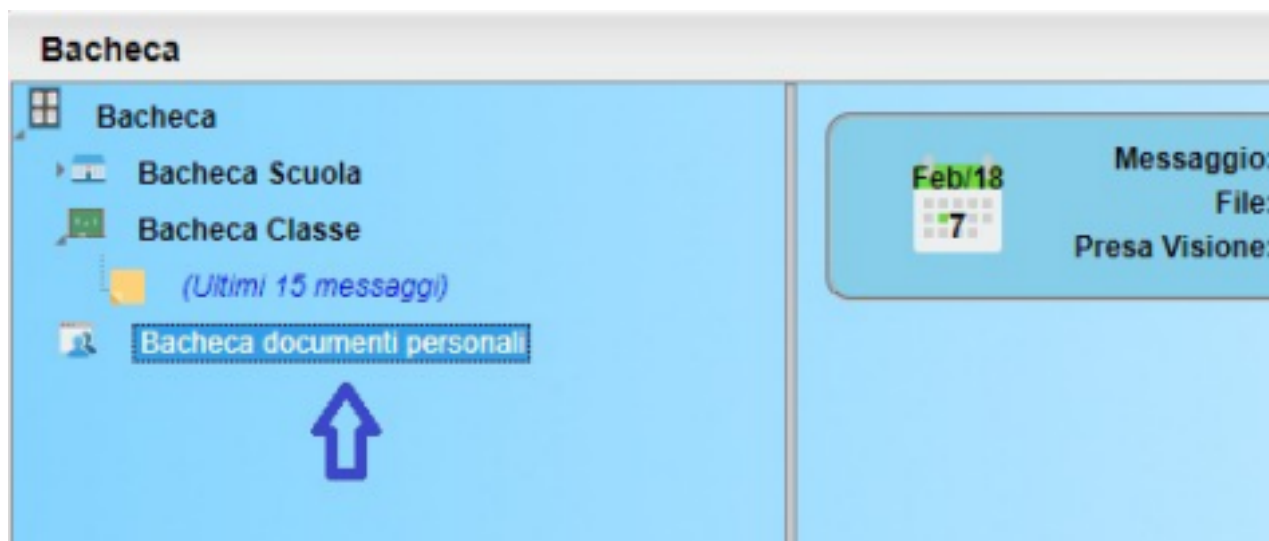 Bacheca
Bacheca
Bacheca Scuola
Bacheca Classe
(Ultimi 15 messaggi)
Bacheca documenti personali
Feb/18
7
Messaggio:
File:
Presa Visione: